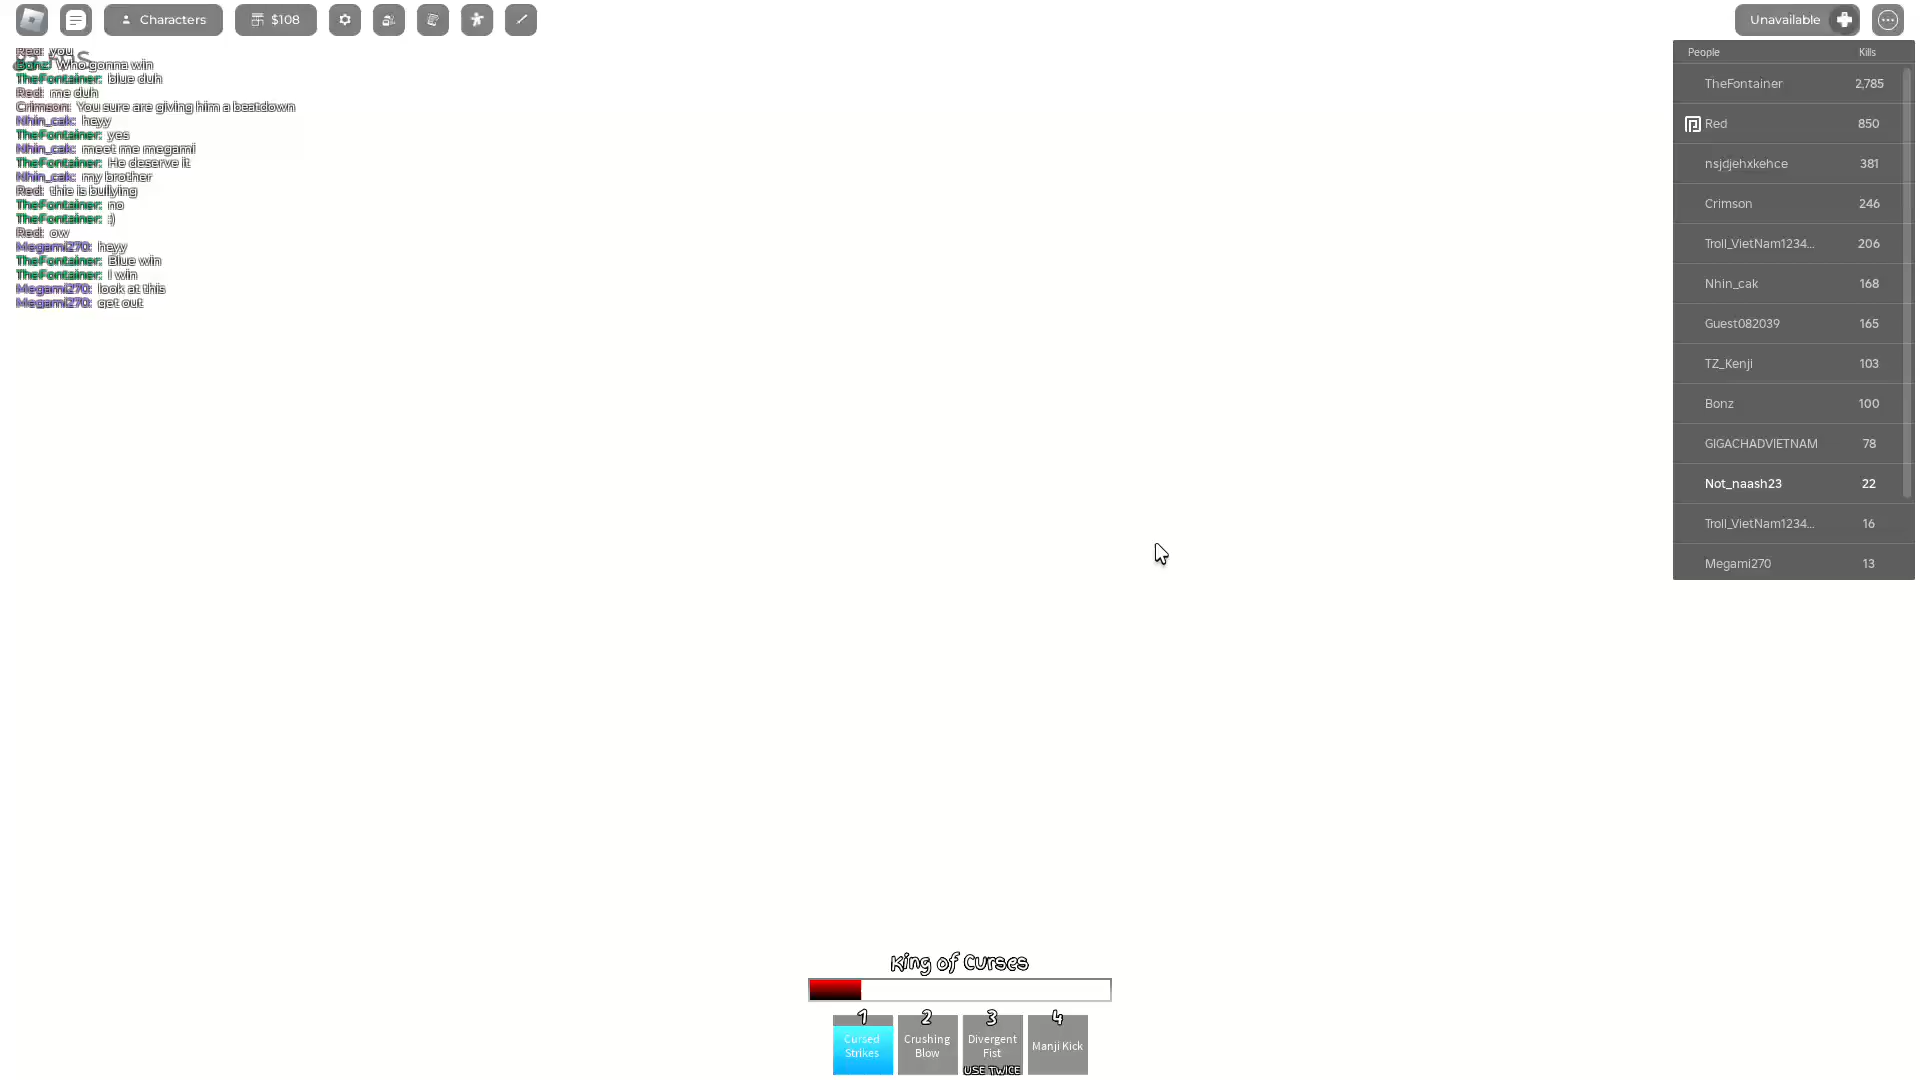 Characters
$108
Unavailable
Red: you
Bonz: Who gonna win
TheFontainer: blue duh
Red: me duh
Crimson: You sure are giving him a beatdown
Nhin_cak: heyy
TheFontainer: yes
Nhin_cak: meet me megami
TheFontainer: He deserve it
Nhin_cak: my brother
Red: thie is bullying
TheFontainer: no
TheFontainer: :)
Red: ow
Megami270: heyy
TheFontainer: Blue win
TheFontainer: I win
Megami270: look at this
Megami270: get out
People Kills
TheFontainer 2,785
Red 850
nsjdjehxkehce 381
Crimson 246
Troll_VietNam1234... 206
Nhin_cak 168
Guest082039 165
TZ_Kenji 103
Bonz 100
GIGACHADVIETNAM 78
Not_naash23 22
Troll_VietNam1234... 16
Megami270 13
King of Curses
1 2 3 4
Cursed Strikes
Crushing Blow
Divergent Fist
USE TWICE
Manji Kick